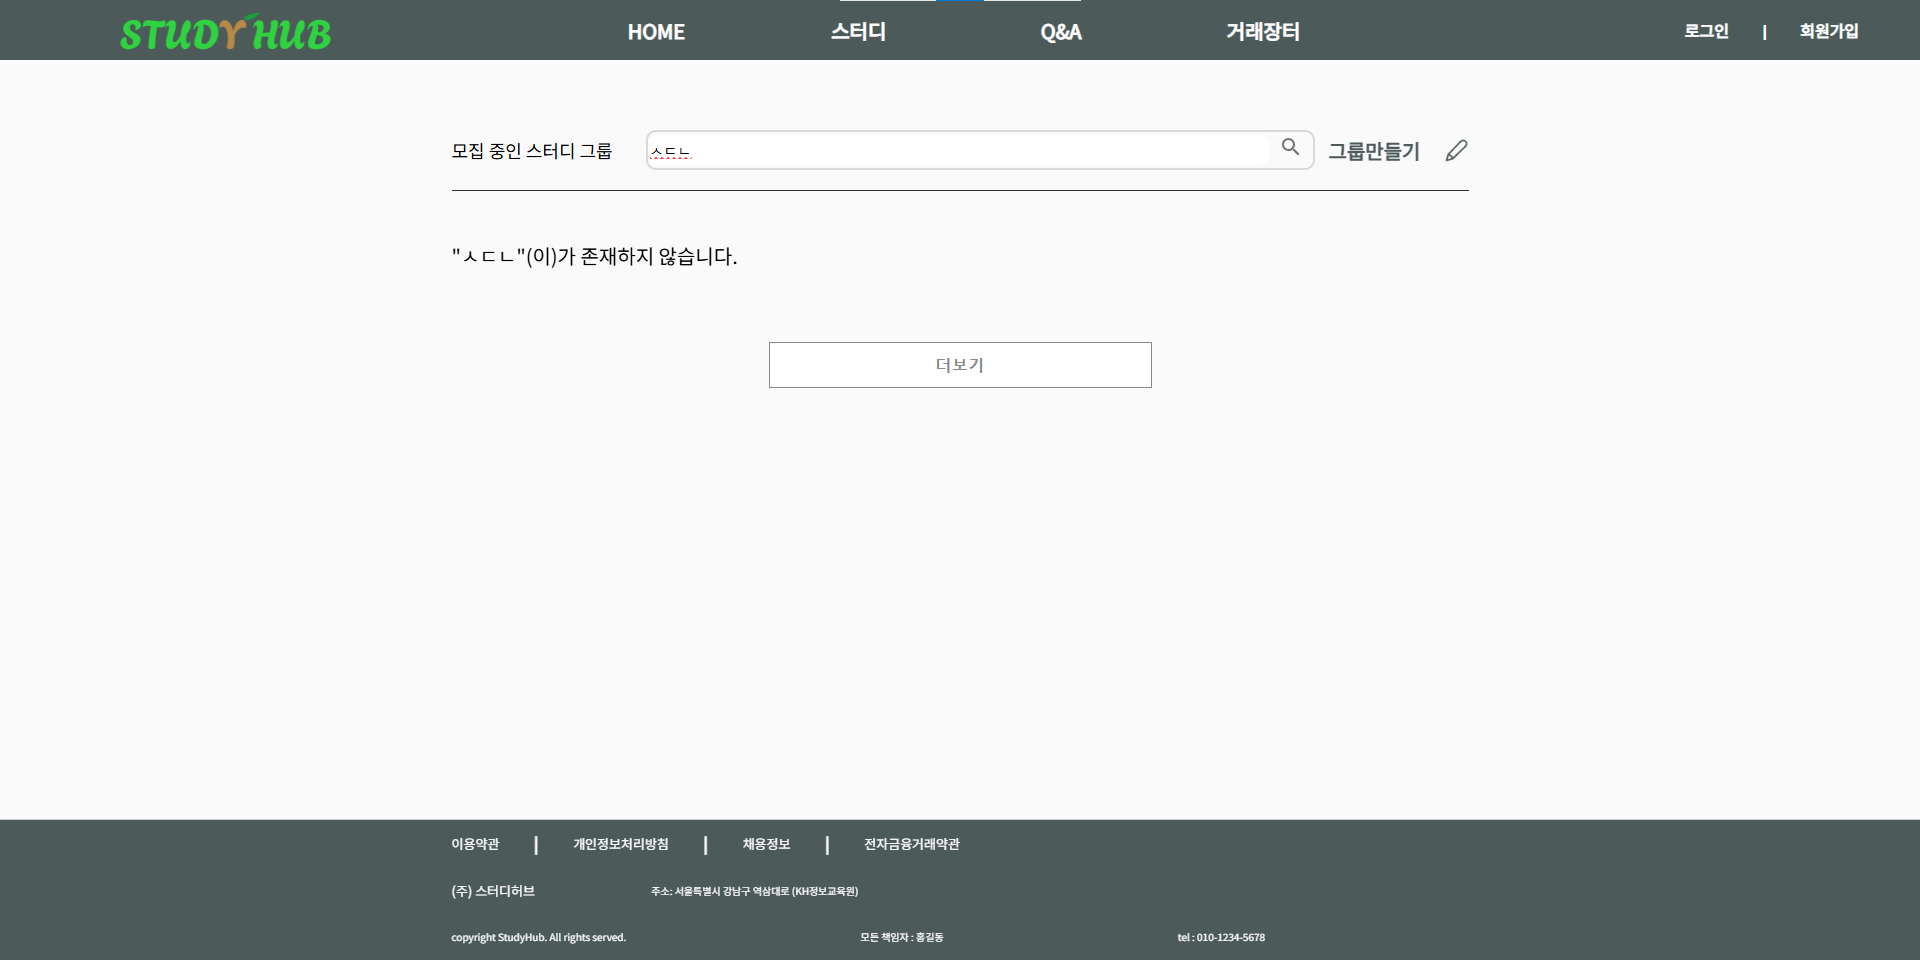 STUDYHUB HOME 스터디 Q&A 거래장터 로그인 | 회원가입
모집 중인 스터디 그룹 ㅅㄷㄴ 그룹만들기
"ㅅㄷㄴ"(이)가 존재하지 않습니다.
더보기
이용약관 | 개인정보처리방침 | 채용정보 | 전자금융거래약관
(주) 스터디허브 주소: 서울특별시 강남구 역삼대로 (KH정보교육원)
copyright StudyHub. All rights served. 모든 책임자 : 홍길동 tel : 010-1234-5678